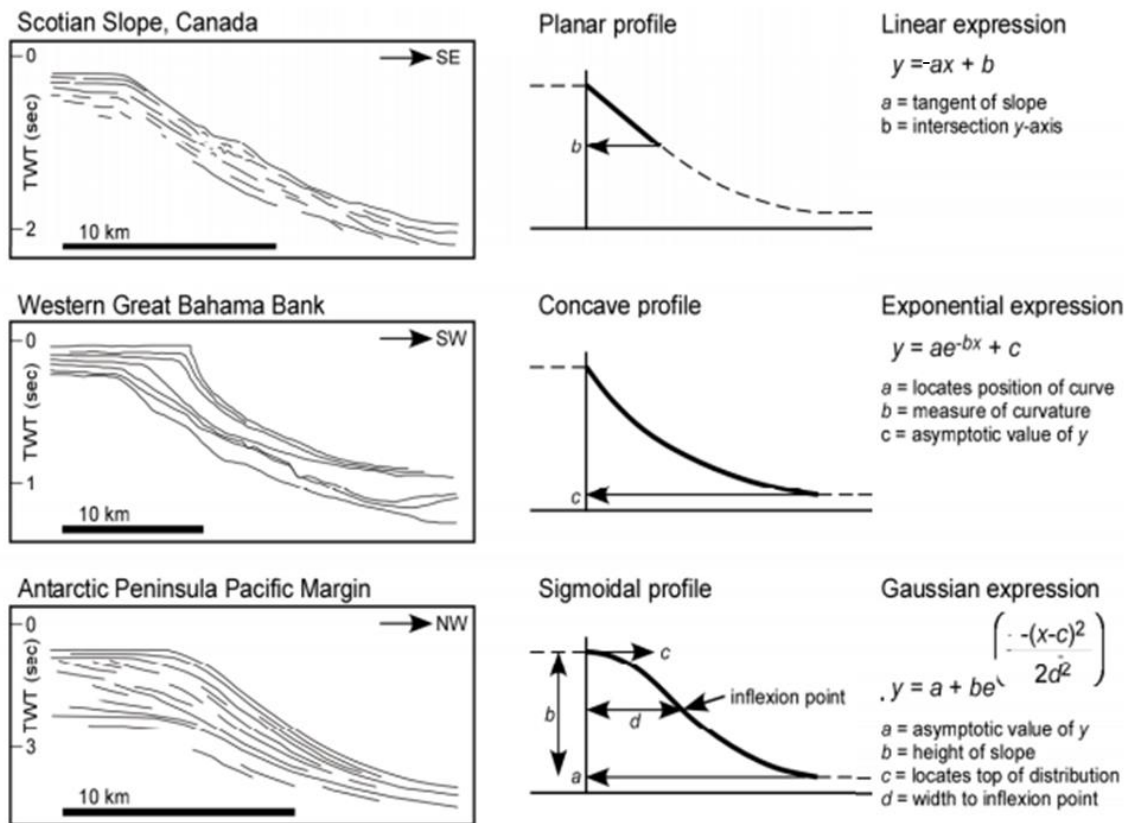 Scotian Slope, Canada
0
SE
TWT (sec)
2
10 km
Planar profile
b
Linear expression
y = -ax + b
a = tangent of slope
b = intersection y-axis
Western Great Bahama Bank
0
SW
TWT (sec)
1
10 km
Concave profile
c
Exponential expression
y = ae^-bx + c
a = locates position of curve
b = measure of curvature
c = asymptotic value of y
Antarctic Peninsula Pacific Margin
0
NW
TWT (sec)
3
10 km
Sigmoidal profile
c
inflexion point
b
d
a
Gaussian expression
y = a + be^(-(x-c)2 / 2d2)
a = asymptotic value of y
b = height of slope
c = locates top of distribution
d = width to inflexion point